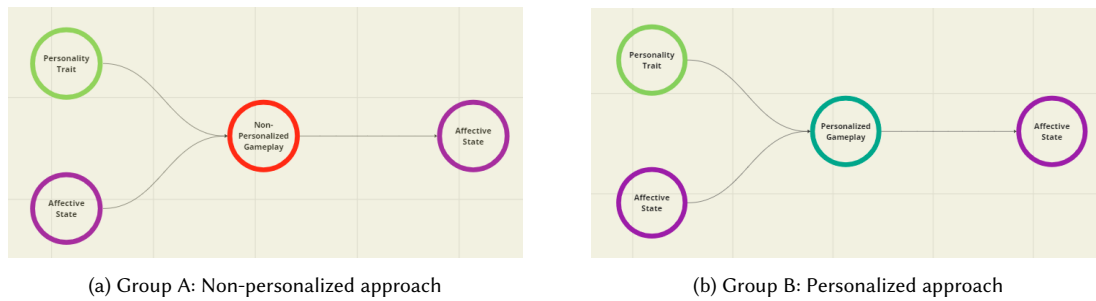 Personality
Trait
Non-
Personalized
Gameplay
Affective
State
Affective
State
(a) Group A: Non-personalized approach
Personality
Trait
Personalized
Gameplay
Affective
State
Affective
State
(b) Group B: Personalized approach